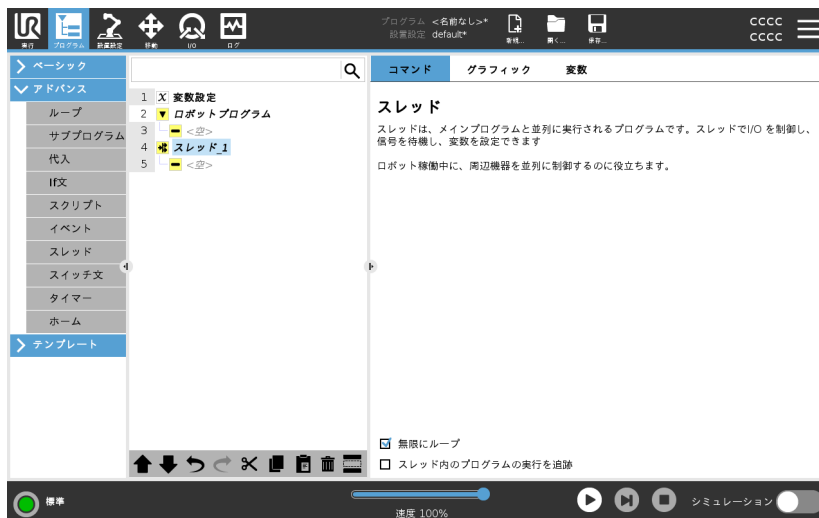 UR
実行
プログラム
設置設定
移動
I/O
ログ
プログラム <名前なし>*
設置設定 default*
新規...
開く...
保存...
CCCC
CCCC
ベーシック
アドバンス
ループ
サブプログラム
代入
If文
スクリプト
イベント
スレッド
スイッチ文
タイマー
ホーム
テンプレート
1 X 変数設定
2 ロボットプログラム
3 <空>
4 スレッド_1
5 <空>
コマンド グラフィック 変数
スレッド
スレッドは、メインプログラムと並列に実行されるプログラムです。スレッドでI/O を制御し、
信号を待機し、変数を設定できます
ロボット稼働中に、周辺機器を並列に制御するのに役立ちます。
無限にループ
スレッド内のプログラムの実行を追跡
標準
速度 100%
シミュレーション